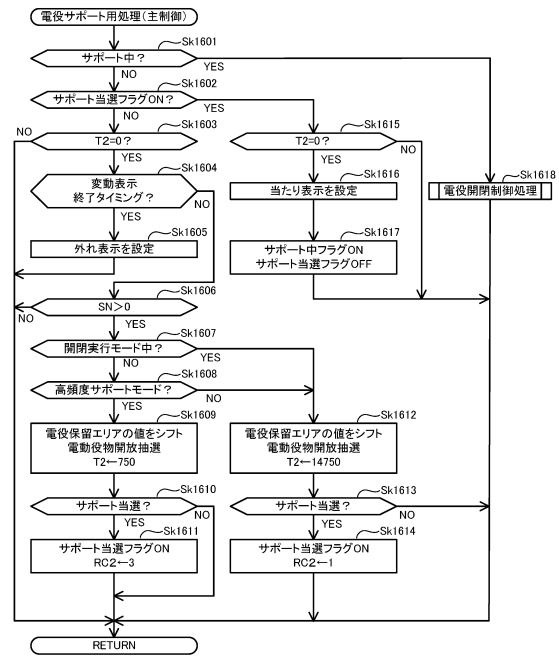 電役サポート用処理(主制御)
Sk1601
サポート中?
YES
NO
Sk1602
サポート当選フラグON?
YES
NO
Sk1603
NO
T2=0?
YES
Sk1604
変動表示
終了タイミング?
NO
YES
Sk1605
外れ表示を設定
Sk1615
T2=0?
NO
YES
Sk1616
当たり表示を設定
Sk1617
サポート中フラグON
サポート当選フラグOFF
Sk1618
電役開閉制御処理
Sk1606
SN>0
NO
YES
Sk1607
開閉実行モード中?
YES
NO
Sk1608
高頻度サポートモード?
NO
YES
Sk1609
電役保留エリアの値をシフト
電動役物開放抽選
T2←750
Sk1610
サポート当選?
NO
YES
Sk1611
サポート当選フラグON
RC2←3
Sk1612
電役保留エリアの値をシフト
電動役物開放抽選
T2←14750
Sk1613
サポート当選?
NO
YES
Sk1614
サポート当選フラグON
RC2←1
RETURN